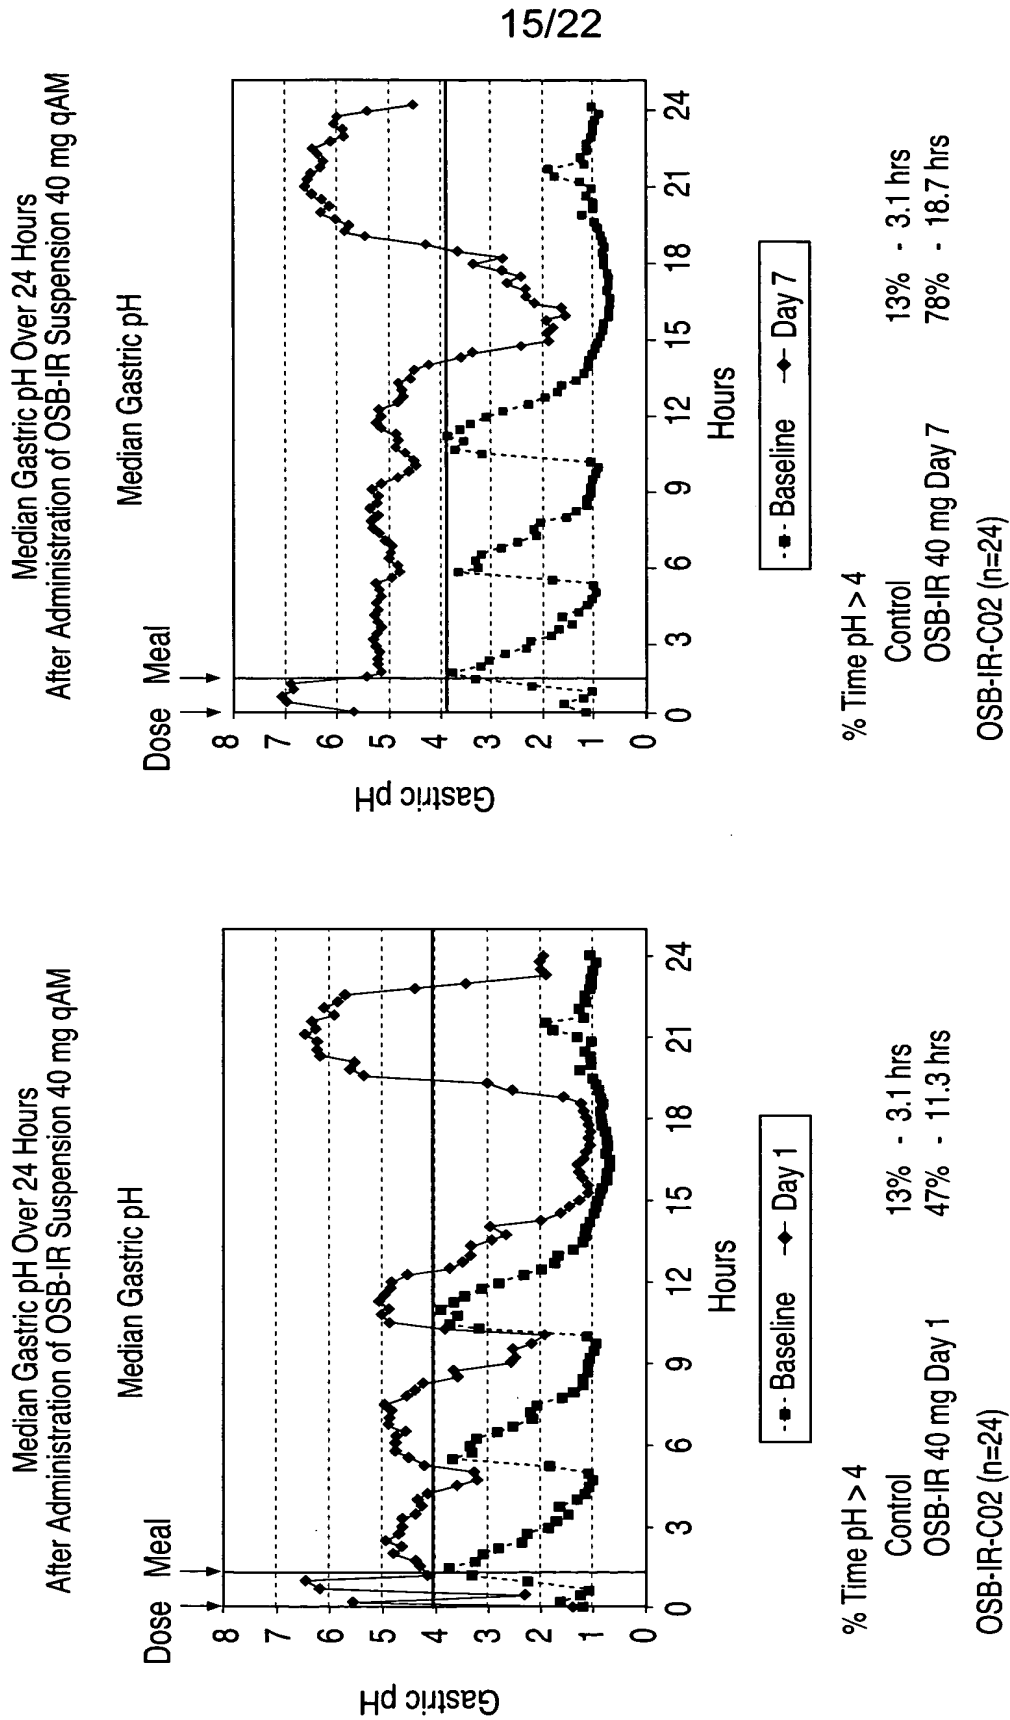 15/22
Median Gastric pH Over 24 Hours
After Administration of OSB-IR Suspension 40 mg qAM
Median Gastric pH
Dose Meal
Gastric pH
8
7
6
5
4
3
2
1
0
0 3 6 9 12 15 18 21 24
Hours
Baseline Day 1
% Time pH > 4
Control 13% - 3.1 hrs
OSB-IR 40 mg Day 1 47% - 11.3 hrs
OSB-IR-C02 (n=24)
Median Gastric pH Over 24 Hours
After Administration of OSB-IR Suspension 40 mg qAM
Median Gastric pH
Dose Meal
Gastric pH
8
7
6
5
4
3
2
1
0
0 3 6 9 12 15 18 21 24
Hours
Baseline Day 7
% Time pH > 4
Control 13% - 3.1 hrs
OSB-IR 40 mg Day 7 78% - 18.7 hrs
OSB-IR-C02 (n=24)